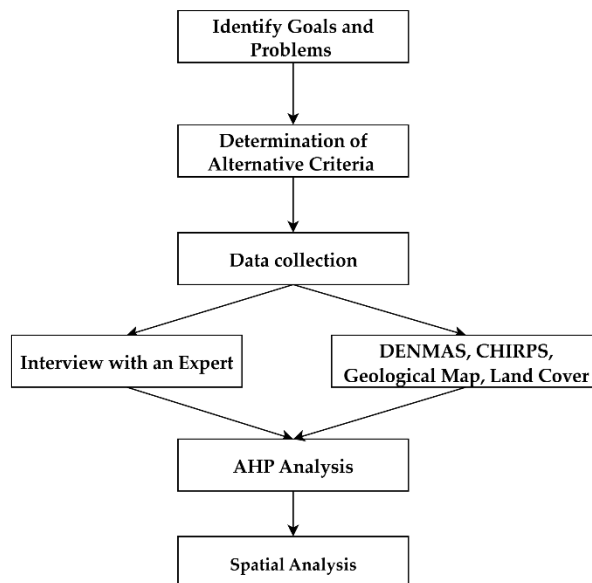 Identify Goals and
Problems
Determination of
Alternative Criteria
Data collection
Interview with an Expert
DENMAS, CHIRPS,
Geological Map, Land Cover
AHP Analysis
Spatial Analysis